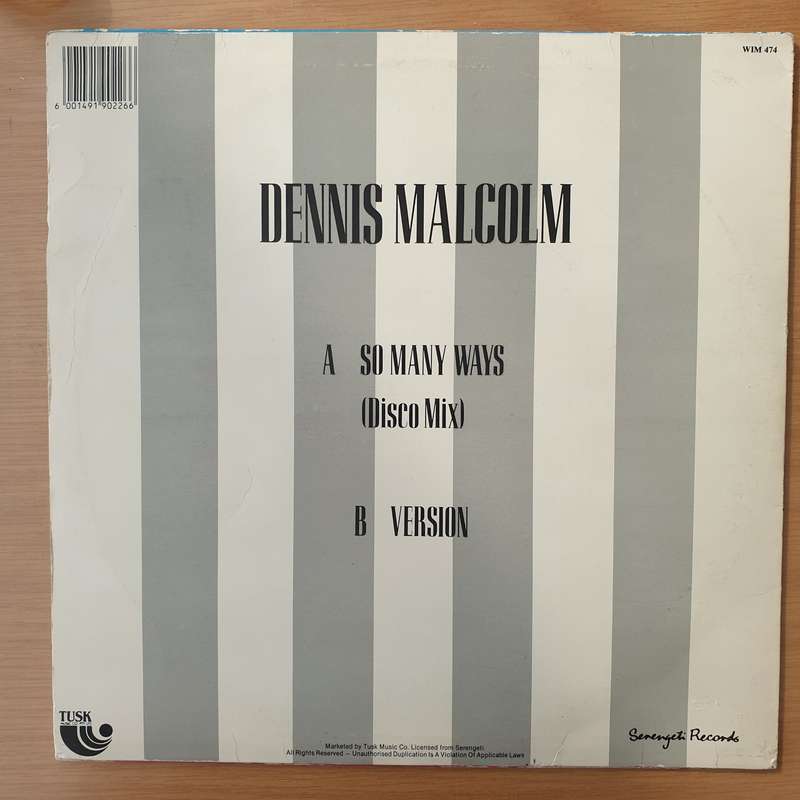 WIM 474
6 001491 902266
DENNIS MALCOLM
A SO MANY WAYS
(Disco Mix)
B VERSION
TUSK
Serengeti Records
Marketed by Tusk Music Co. Licensed from Serengeti.
All Rights Reserved — Unauthorised Duplication Is A Violation Of Applicable Laws